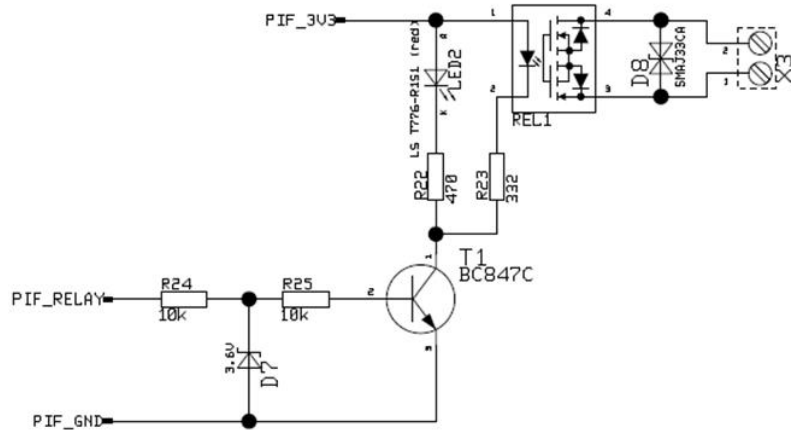 PIF_3V3
1
4
A
LED2
LS T776-R1S1 (red)
K
2
3
REL1
D8
SMAJ33CA
2
1
X3
R22
470
R23
332
1
T1
BC847C
PIF_RELAY
R24
10k
R25
10k
2
3.6V
D7
3
PIF_GND